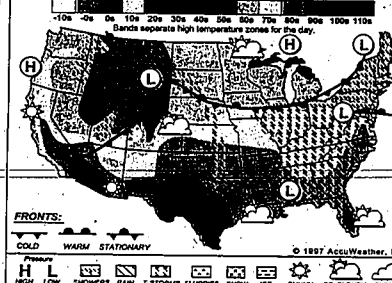 -10s -0s 0s 10s 20s 30s 40s 50s 60s 70s 80s 90s 100s 110s
Bands separate high temperature zones for the day.
H
L
H
L
L
L
FRONTS:
COLD WARM STATIONARY
© 1997 AccuWeather,
Pressure
H L
HIGH LOW SHOWERS RAIN T-STORMS FLURRIES SNOW ICE